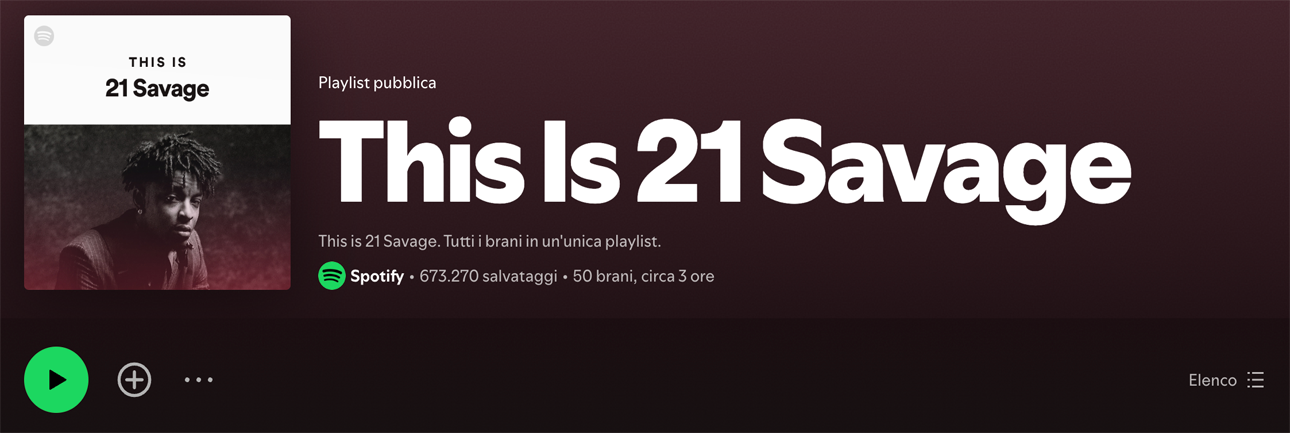 THIS IS
21 Savage
Playlist pubblica
This Is 21 Savage
This is 21 Savage. Tutti i brani in un'unica playlist.
Spotify • 673.270 salvataggi • 50 brani, circa 3 ore
Elenco